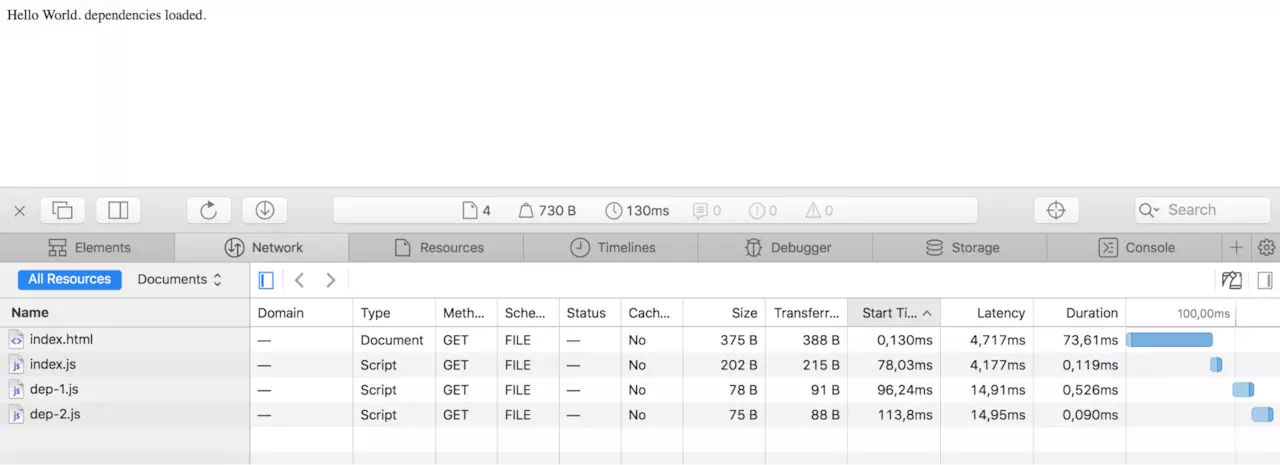 Hello World. dependencies loaded.
4 730 B 130ms 0 0 0 Search
Elements Network Resources Timelines Debugger Storage Console
All Resources Documents
Name Domain Type Meth... Sche... Status Cach... Size Transferr... Start Ti... Latency Duration 100,00ms
index.html — Document GET FILE — No 375 B 388 B 0,130ms 4,717ms 73,61ms
index.js — Script GET FILE — No 202 B 215 B 78,03ms 4,177ms 0,119ms
dep-1.js — Script GET FILE — No 78 B 91 B 96,24ms 14,91ms 0,526ms
dep-2.js — Script GET FILE — No 75 B 88 B 113,8ms 14,95ms 0,090ms